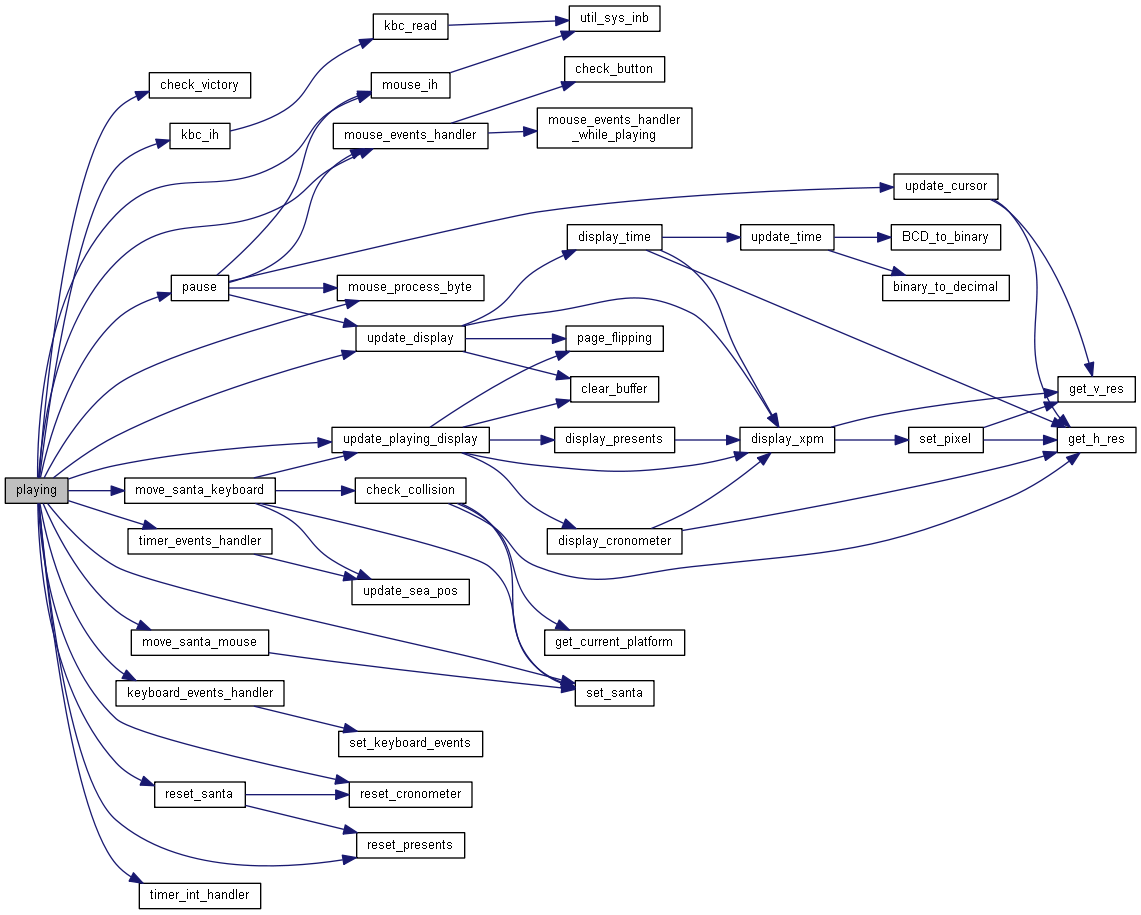 kbc_read
util_sys_inb
check_victory
mouse_ih
check_button
kbc_ih
mouse_events_handler
mouse_events_handler
_while_playing
update_cursor
display_time
update_time
BCD_to_binary
pause
mouse_process_byte
binary_to_decimal
update_display
page_flipping
clear_buffer
get_v_res
update_playing_display
display_presents
display_xpm
set_pixel
get_h_res
playing
move_santa_keyboard
check_collision
timer_events_handler
display_cronometer
update_sea_pos
move_santa_mouse
get_current_platform
keyboard_events_handler
set_santa
set_keyboard_events
reset_santa
reset_cronometer
reset_presents
timer_int_handler